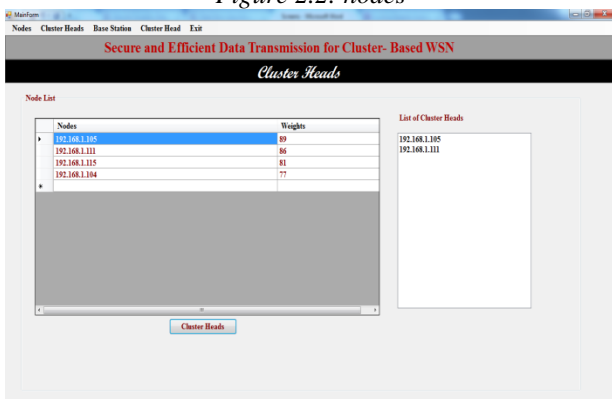 Figure 2.2: nodes
MainForm
Nodes Cluster Heads Base Station Cluster Head Exit
Secure and Efficient Data Transmission for Cluster- Based WSN
Cluster Heads
Node List
List of Cluster Heads
Nodes Weights
192.168.1.105 89
192.168.1.111 86
192.168.1.115 81
192.168.1.104 77
192.168.1.105
192.168.1.111
Cluster Heads